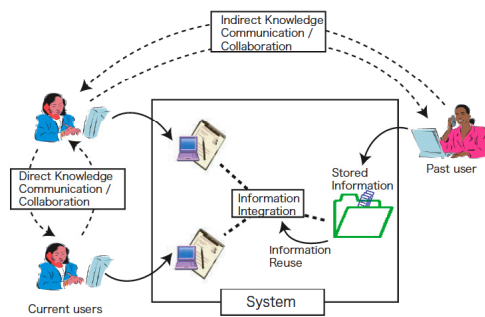 Indirect Knowledge
Communication /
Collaboration
Direct Knowledge
Communication /
Collaboration
Current users
Past user
Stored
Information
Information
Integration
Information
Reuse
System